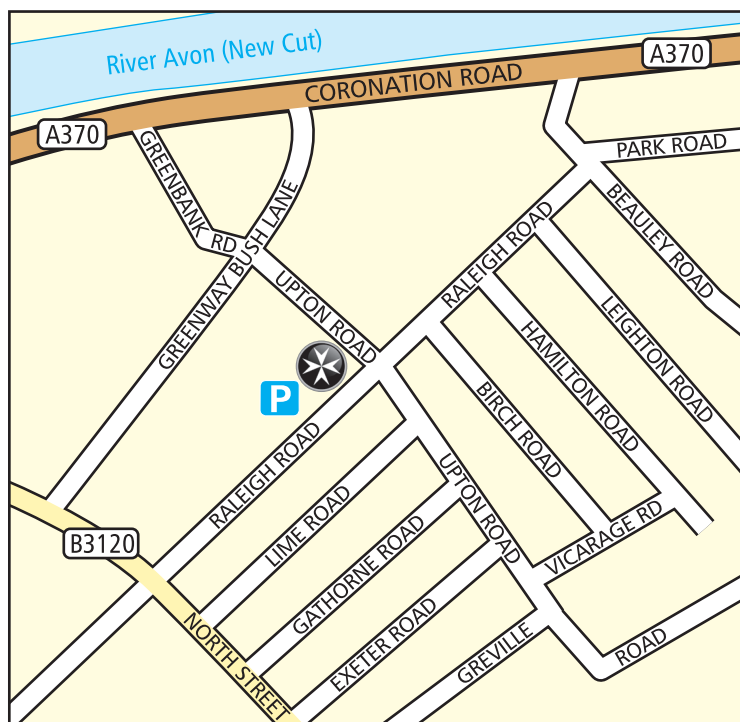 River Avon (New Cut)
A370
CORONATION ROAD
A370
PARK ROAD
GREENBANK RD
BEAULEY ROAD
GREENWAY BUSH LANE
RALEIGH ROAD
UPTON ROAD
LEIGHTON ROAD
HAMILTON ROAD
P
BIRCH ROAD
RALEIGH ROAD
UPTON ROAD
LIME ROAD
VICARAGE RD
GATHORNE ROAD
B3120
EXETER ROAD
NORTH STREET
GREVILLE ROAD